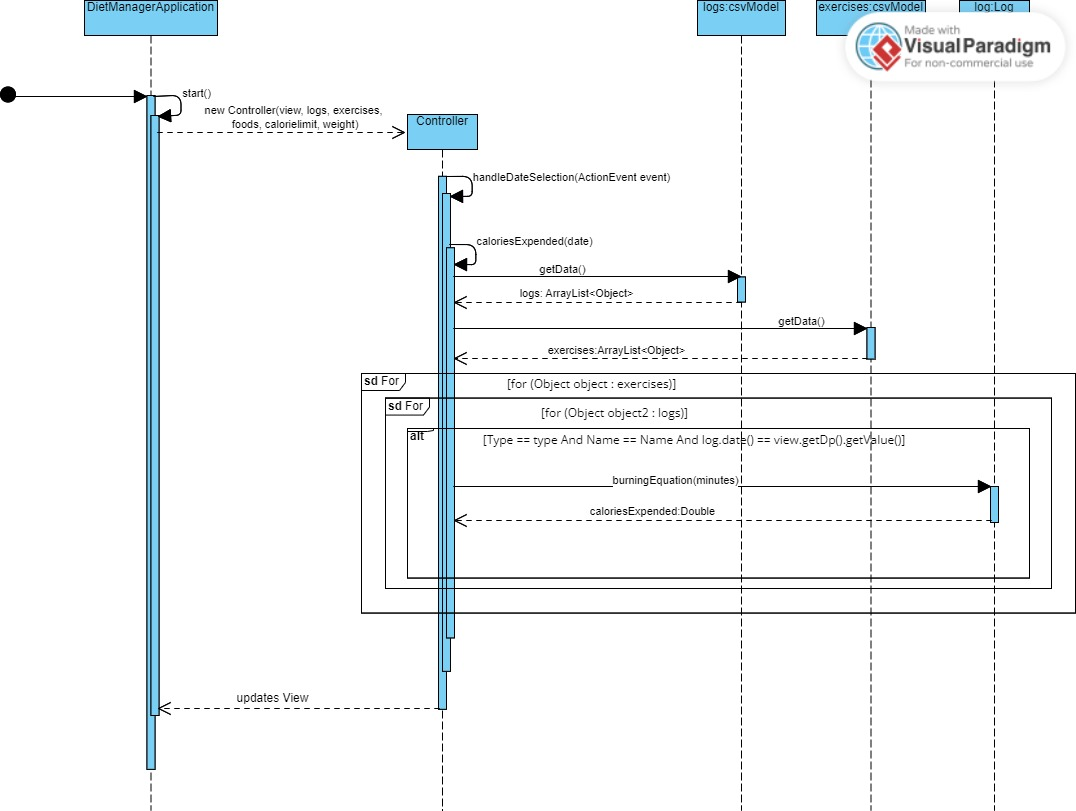 DietManagerApplication
logs:csvModel
exercises:csvModel
log:Log
Made with
Visual Paradigm
For non-commercial use
start()
new Controller(view, logs, exercises,
foods, calorielimit, weight)
Controller
handleDateSelection(ActionEvent event)
caloriesExpended(date)
getData()
logs: ArrayList<Object>
getData()
exercises:ArrayList<Object>
sd For
[for (Object object : exercises)]
sd For
[for (Object object2 : logs)]
alt
[Type == type And Name == Name And log.date() == view.getDp().getValue()]
burningEquation(minutes)
caloriesExpended:Double
updates View